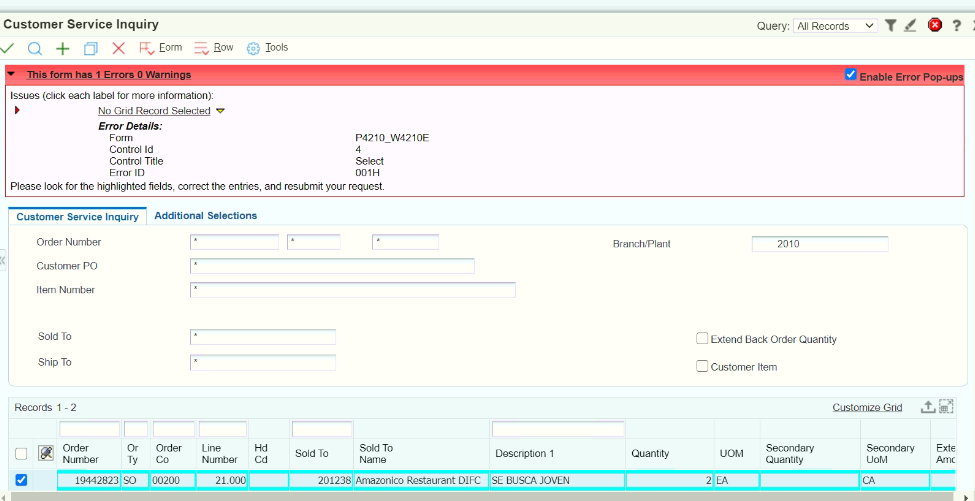 Customer Service Inquiry
Query: All Records
Form Row Tools
This form has 1 Errors 0 Warnings
Enable Error Pop-ups
Issues (click each label for more information):
No Grid Record Selected
Error Details:
Form P4210_W4210E
Control Id 4
Control Title Select
Error ID 001H
Please look for the highlighted fields, correct the entries, and resubmit your request.
Customer Service Inquiry Additional Selections
Order Number * * * Branch/Plant 2010
Customer PO *
Item Number *
Sold To * Extend Back Order Quantity
Ship To * Customer Item
Records 1 - 2 Customize Grid
Order Number Or Ty Order Co Line Number Hd Cd Sold To Sold To Name Description 1 Quantity UOM Secondary Quantity Secondary UoM Exte Amo
19442823 SO 00200 21.000 201238 Amazonico Restaurant DIFC SE BUSCA JOVEN 2 EA CA